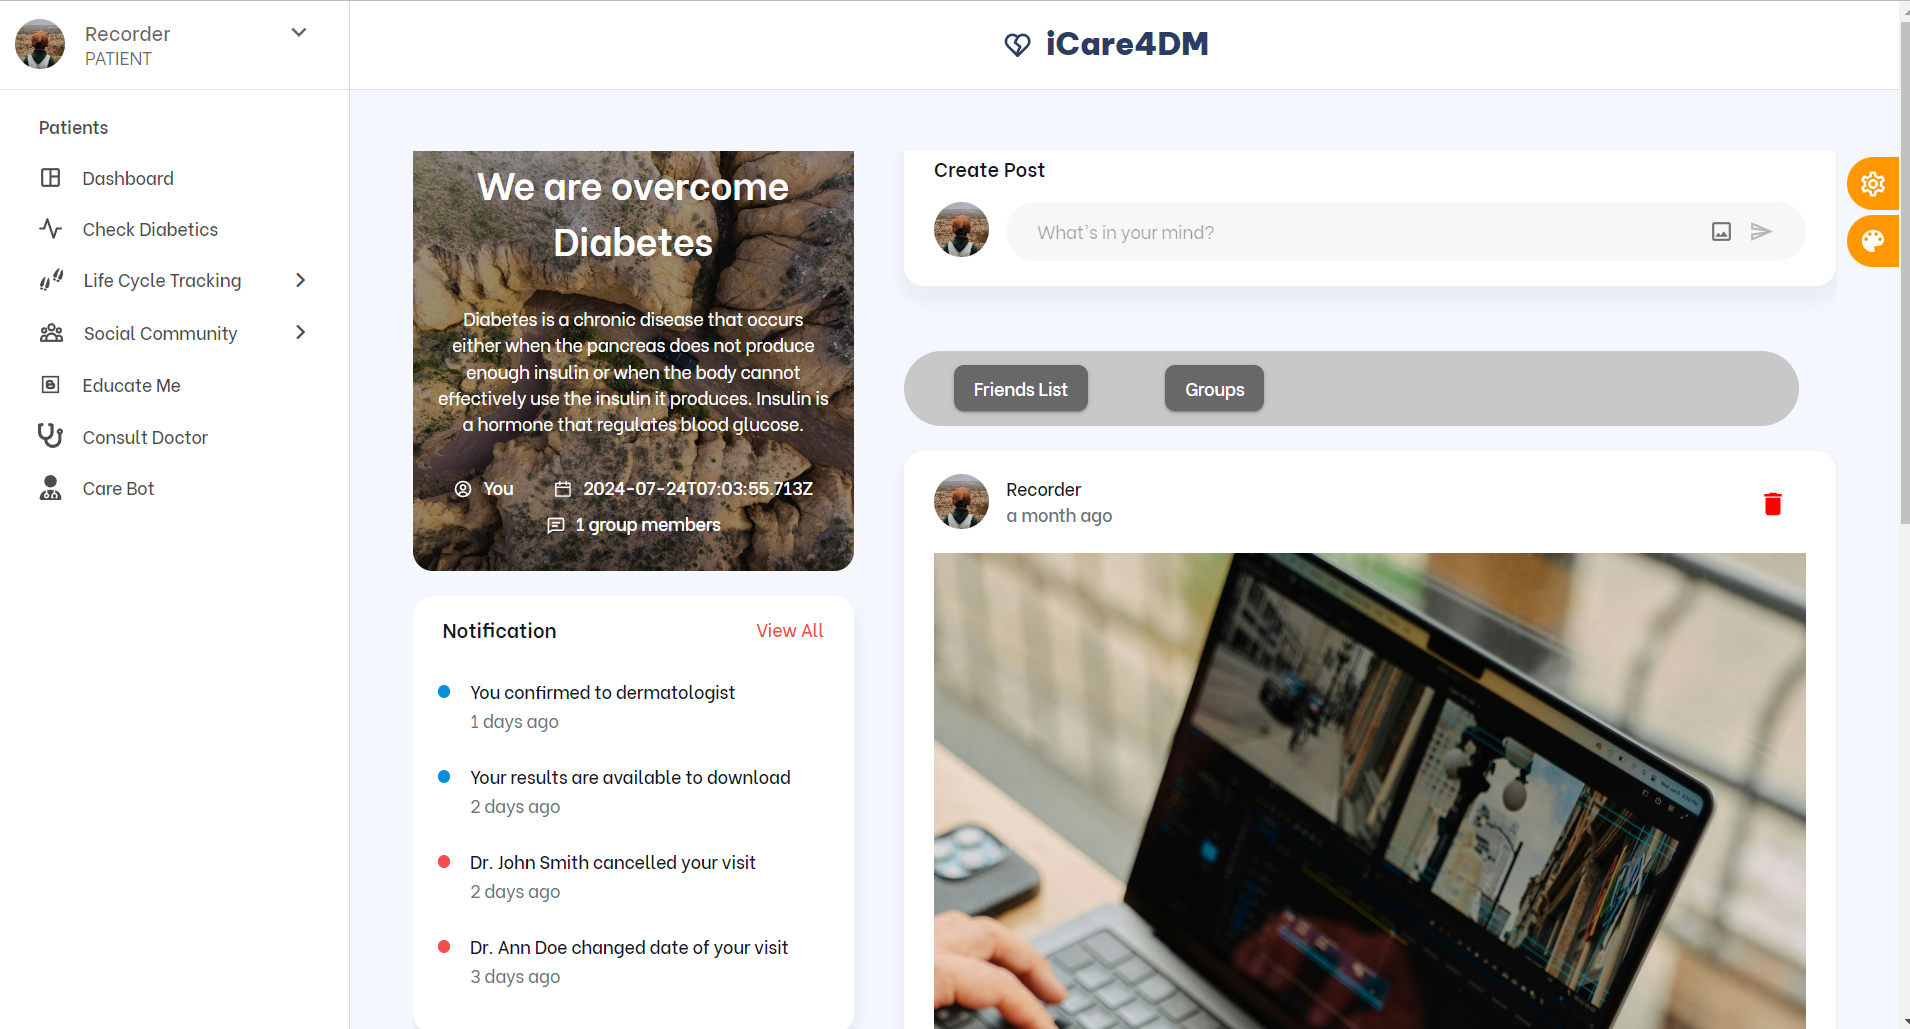 Recorder
PATIENT
iCare4DM
Patients
Dashboard
Check Diabetics
Life Cycle Tracking
Social Community
Educate Me
Consult Doctor
Care Bot
We are overcome
Diabetes
Diabetes is a chronic disease that occurs
either when the pancreas does not produce
enough insulin or when the body cannot
effectively use the insulin it produces. Insulin is
a hormone that regulates blood glucose.
You 2024-07-24T07:03:55.713Z
1 group members
Notification View All
You confirmed to dermatologist
1 days ago
Your results are available to download
2 days ago
Dr. John Smith cancelled your visit
2 days ago
Dr. Ann Doe changed date of your visit
3 days ago
Create Post
What's in your mind?
Friends List Groups
Recorder
a month ago